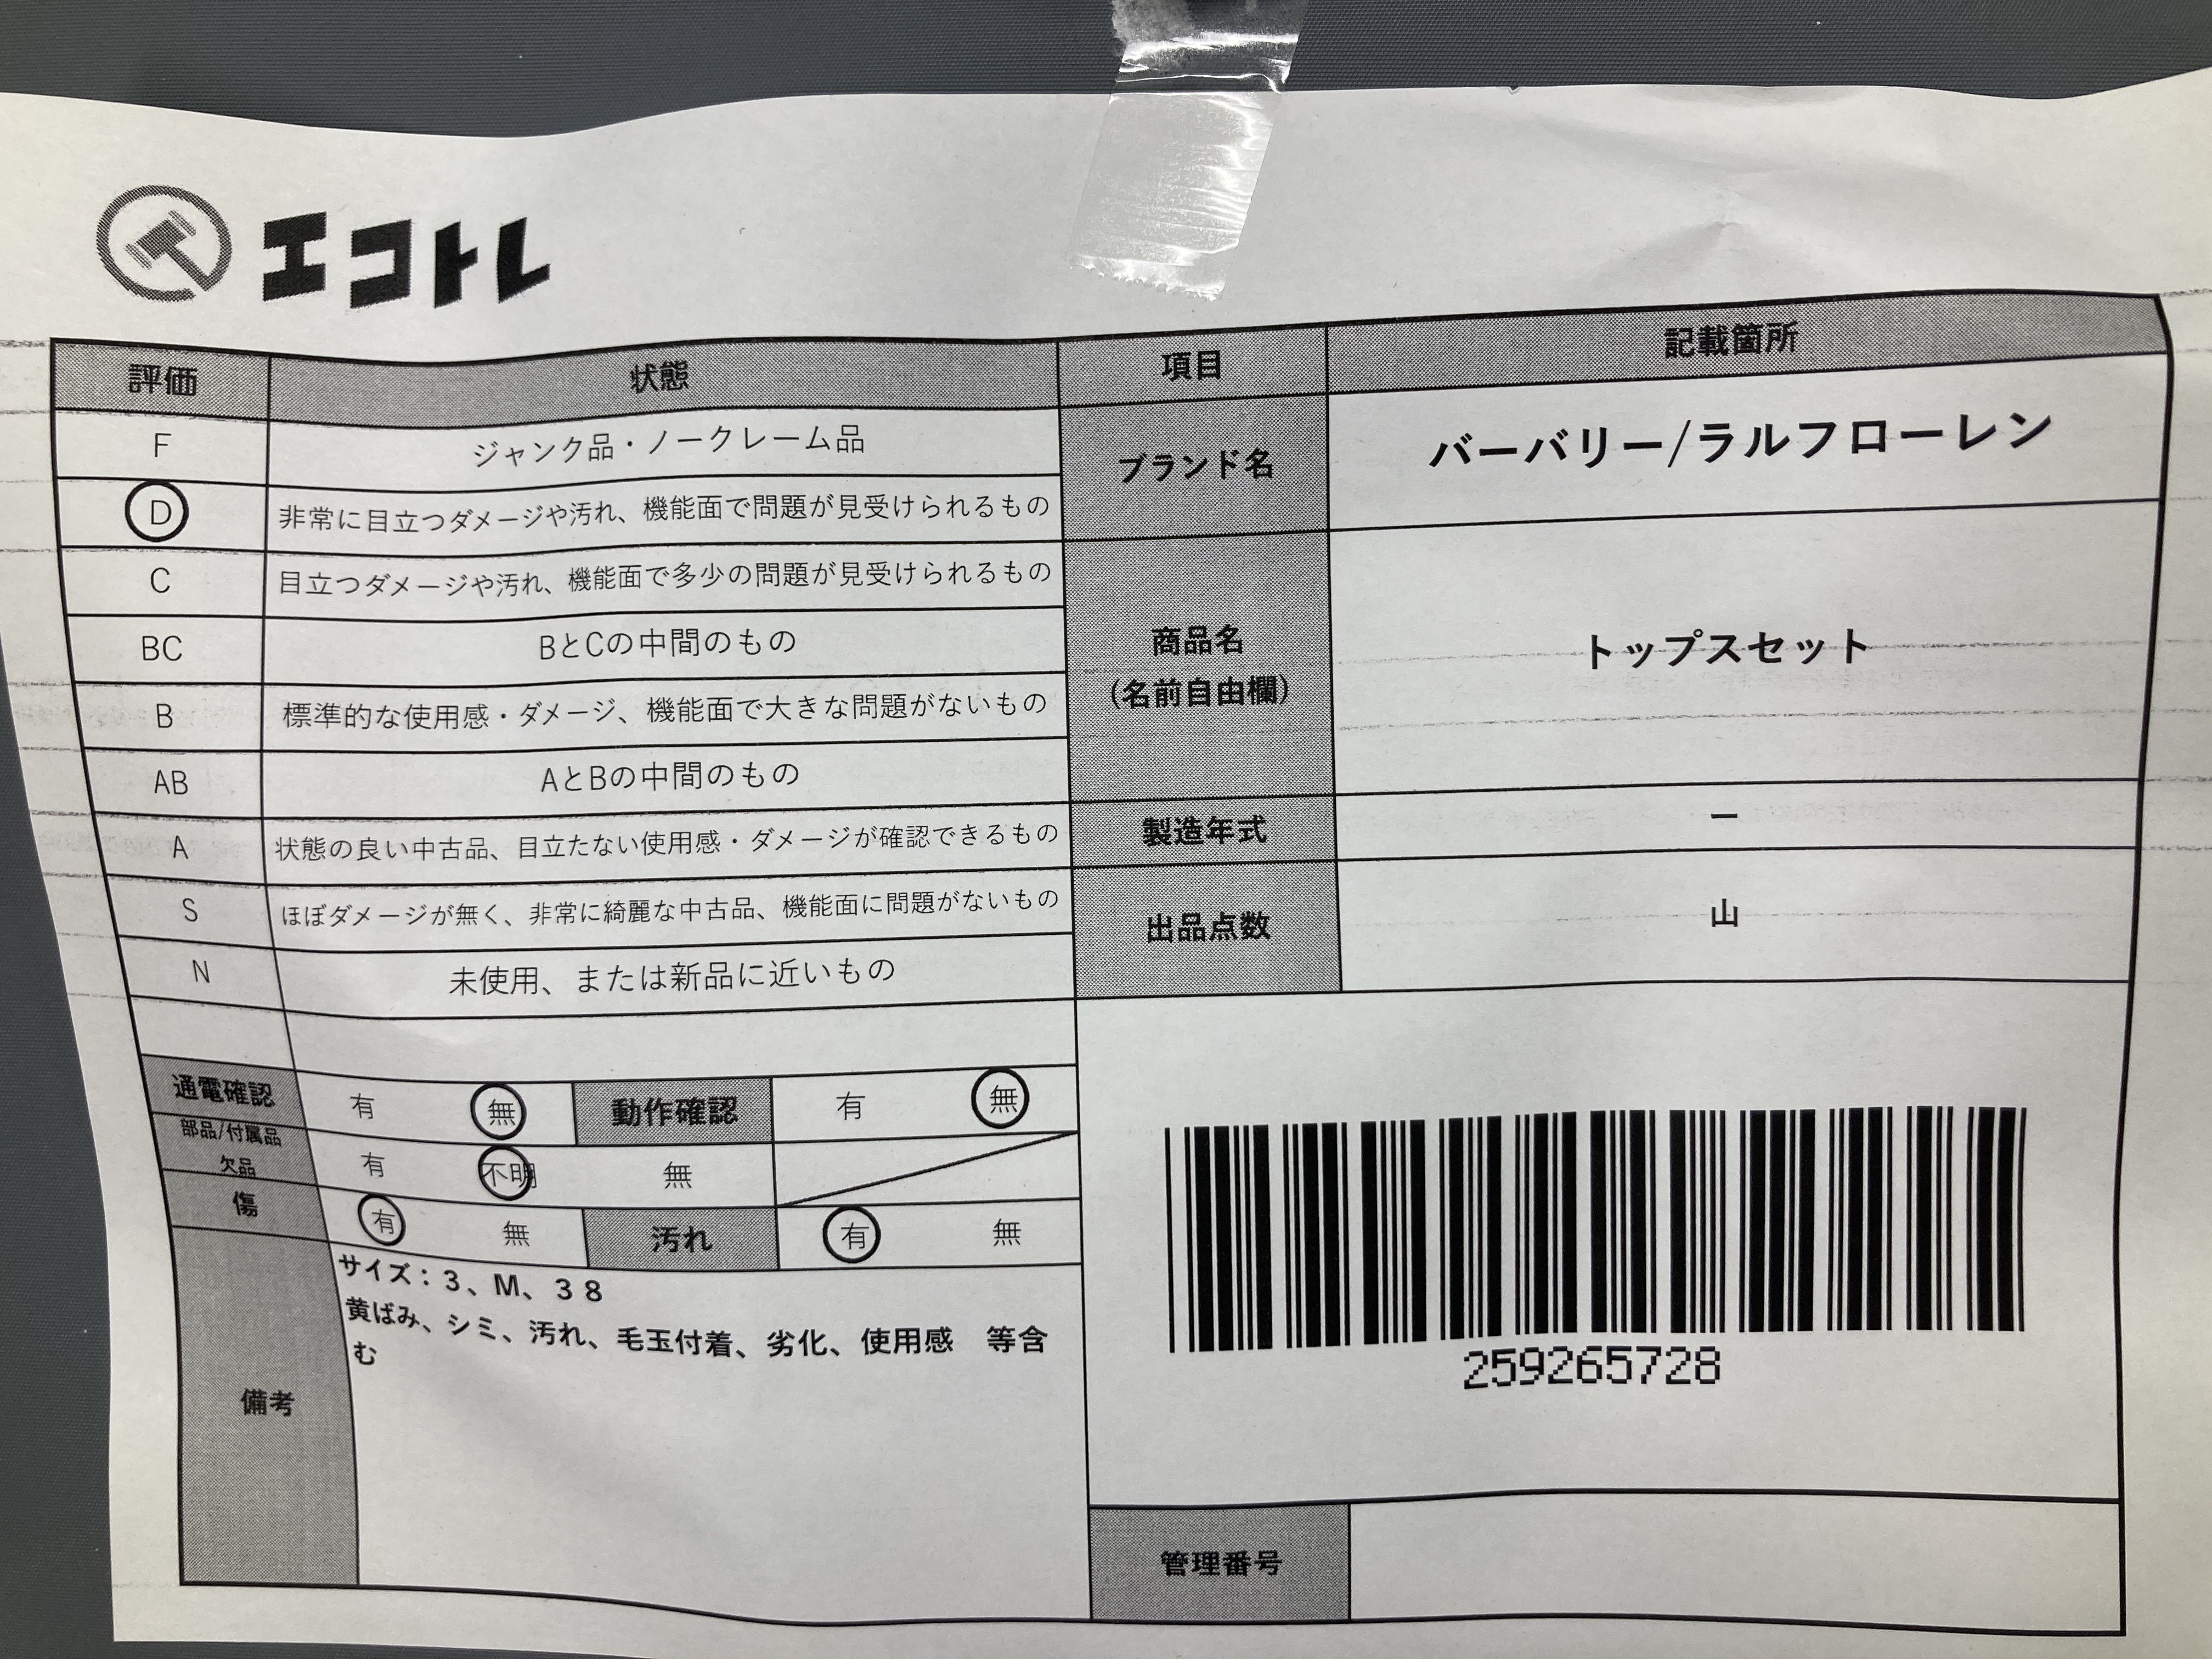 エコトレ
評価 状態 項目 記載箇所
F ジャンク品・ノークレーム品
D 非常に目立つダメージや汚れ、機能面で問題が見受けられるもの
C 目立つダメージや汚れ、機能面で多少の問題が見受けられるもの
BC BとCの中間のもの
B 標準的な使用感・ダメージ、機能面で大きな問題がないもの
AB AとBの中間のもの
A 状態の良い中古品、目立たない使用感・ダメージが確認できるもの
S ほぼダメージが無く、非常に綺麗な中古品、機能面に問題がないもの
N 未使用、または新品に近いもの
ブランド名 バーバリー/ラルフローレン
商品名
(名前自由欄)
トップスセット
製造年式 ー
出品点数 山
通電確認 有 無 動作確認 有 無
部品/付属品
欠品
有 不明 無
傷 有 無 汚れ 有 無
備考
サイズ：３、M、３８
黄ばみ、シミ、汚れ、毛玉付着、劣化、使用感　等含
む
259265728
管理番号